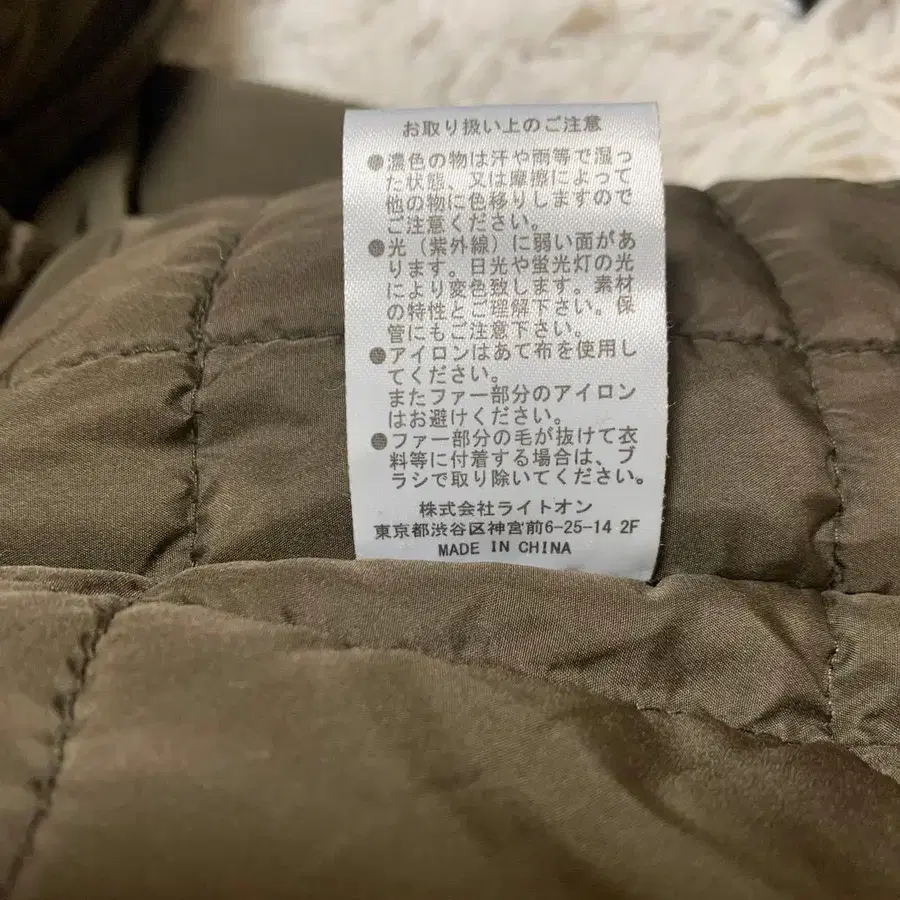 お取り扱い上のご注意
●濃色の物は汗や雨等で湿っ
た状態、又は摩擦によって
他の物に色移りしますので
ご注意ください。
●光（紫外線）に弱い面があ
ります。日光や蛍光灯の光
により変色致します。素材
の特性とご理解下さい。保
管にもご注意下さい。
●アイロンはあて布を使用し
てください。
またファー部分のアイロン
はお避けください。
●ファー部分の毛が抜けて衣
料等に付着する場合は、ブ
ラシで取り除いてください。
株式会社ライトオン
東京都渋谷区神宮前6-25-14 2F
MADE IN CHINA